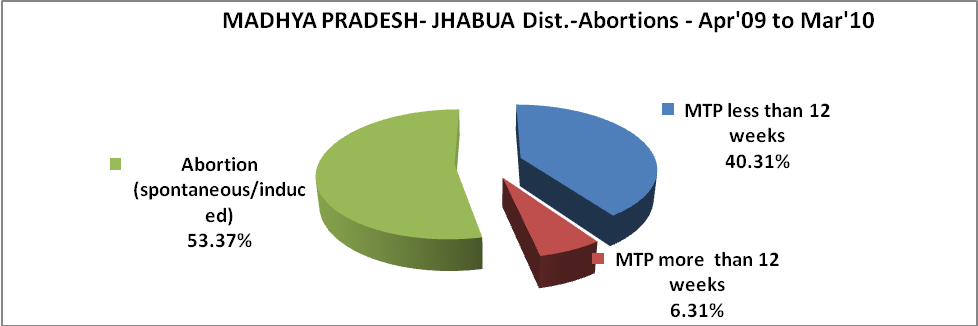 MADHYA PRADESH- JHABUA Dist.-Abortions - Apr'09 to Mar'10
MTP less than 12
weeks
40.31%
Abortion
(spontaneous/induc
ed)
53.37%
MTP more  than 12
weeks
6.31%